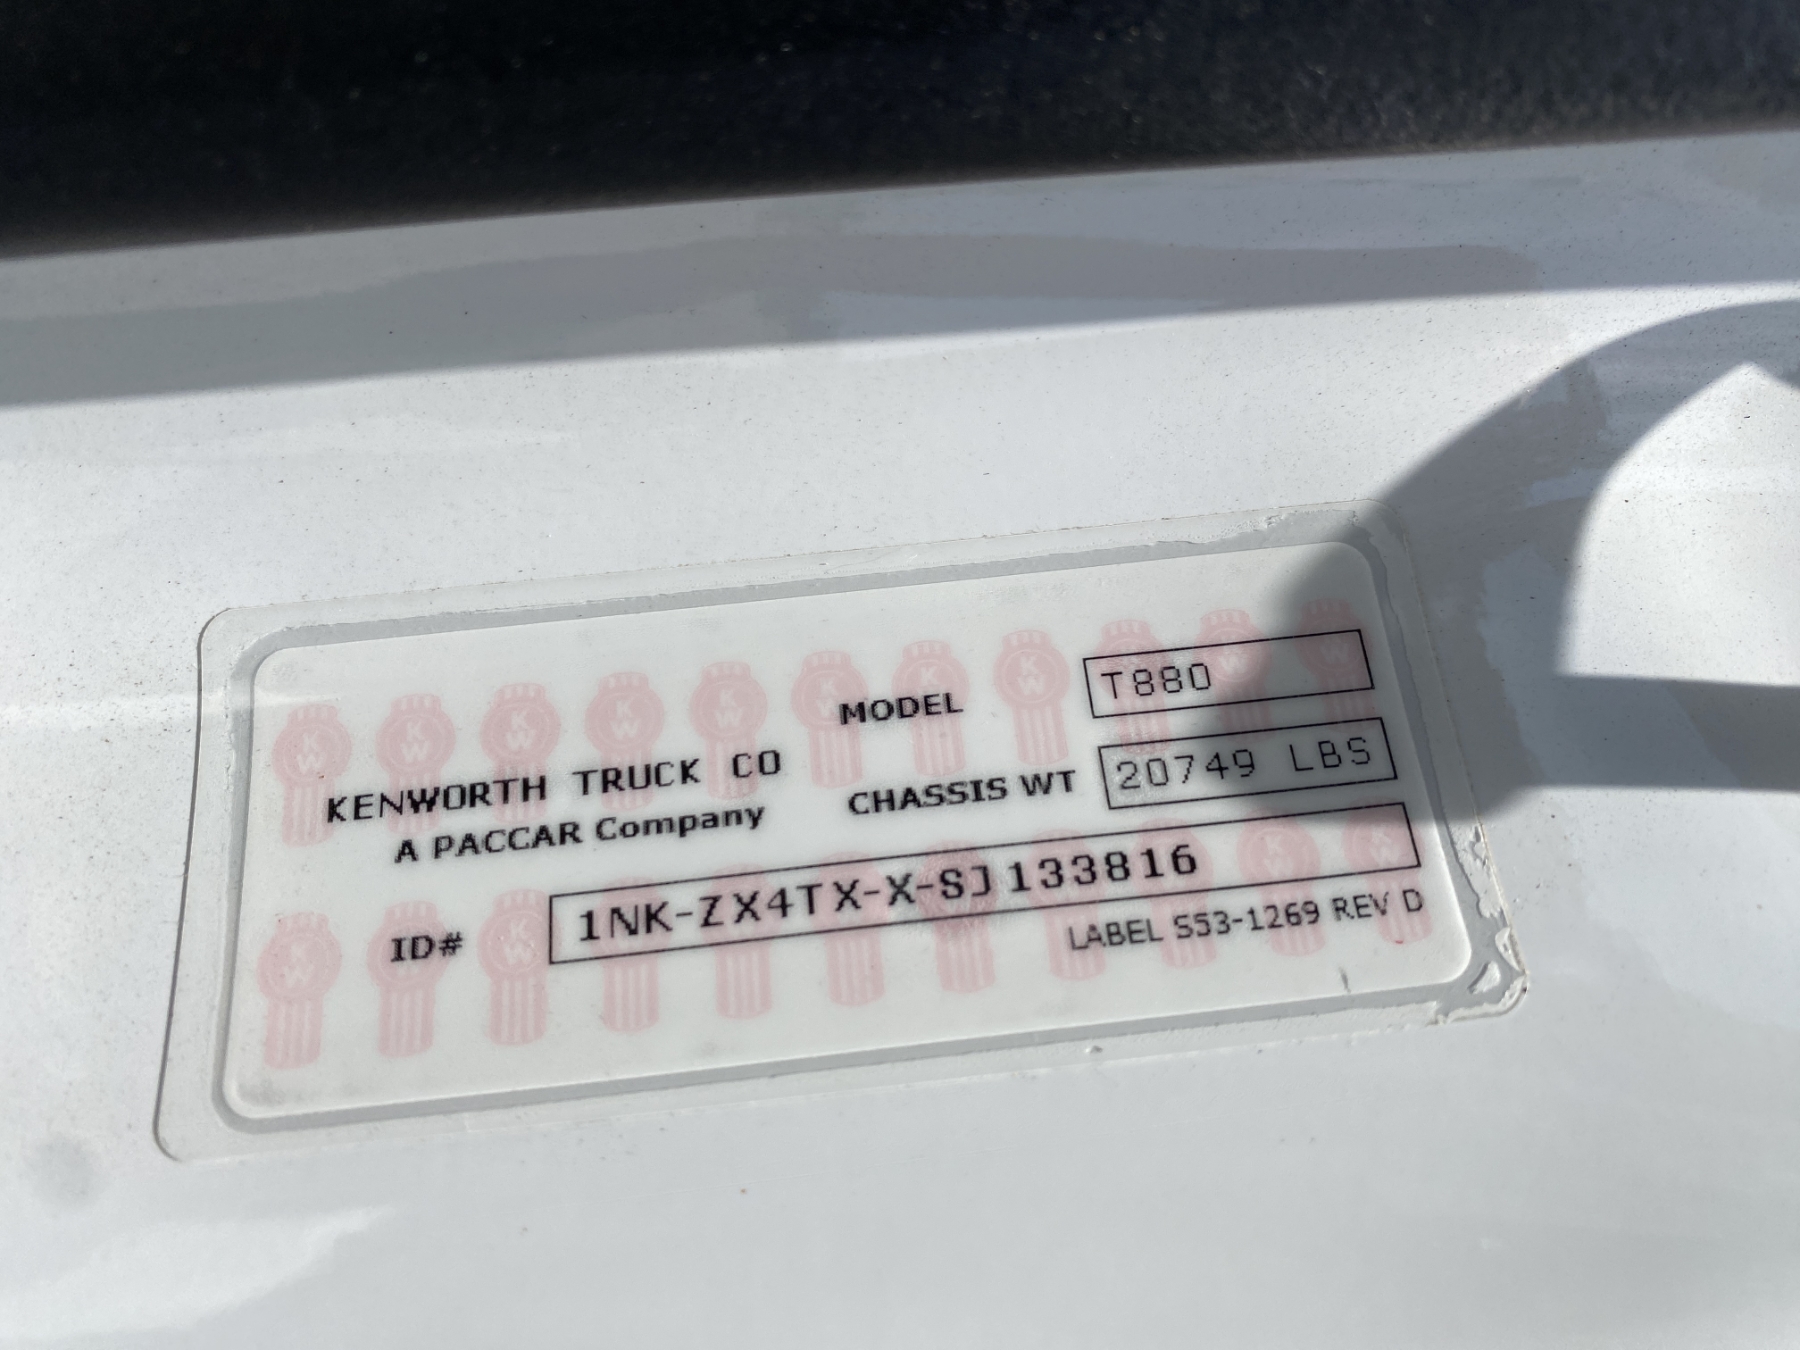 MODEL T880
KENWORTH TRUCK CO
CHASSIS WT 20749 LBS
A PACCAR Company
ID# 1NK-ZX4TX-X-SJ133816
LABEL S53-1269 REV D